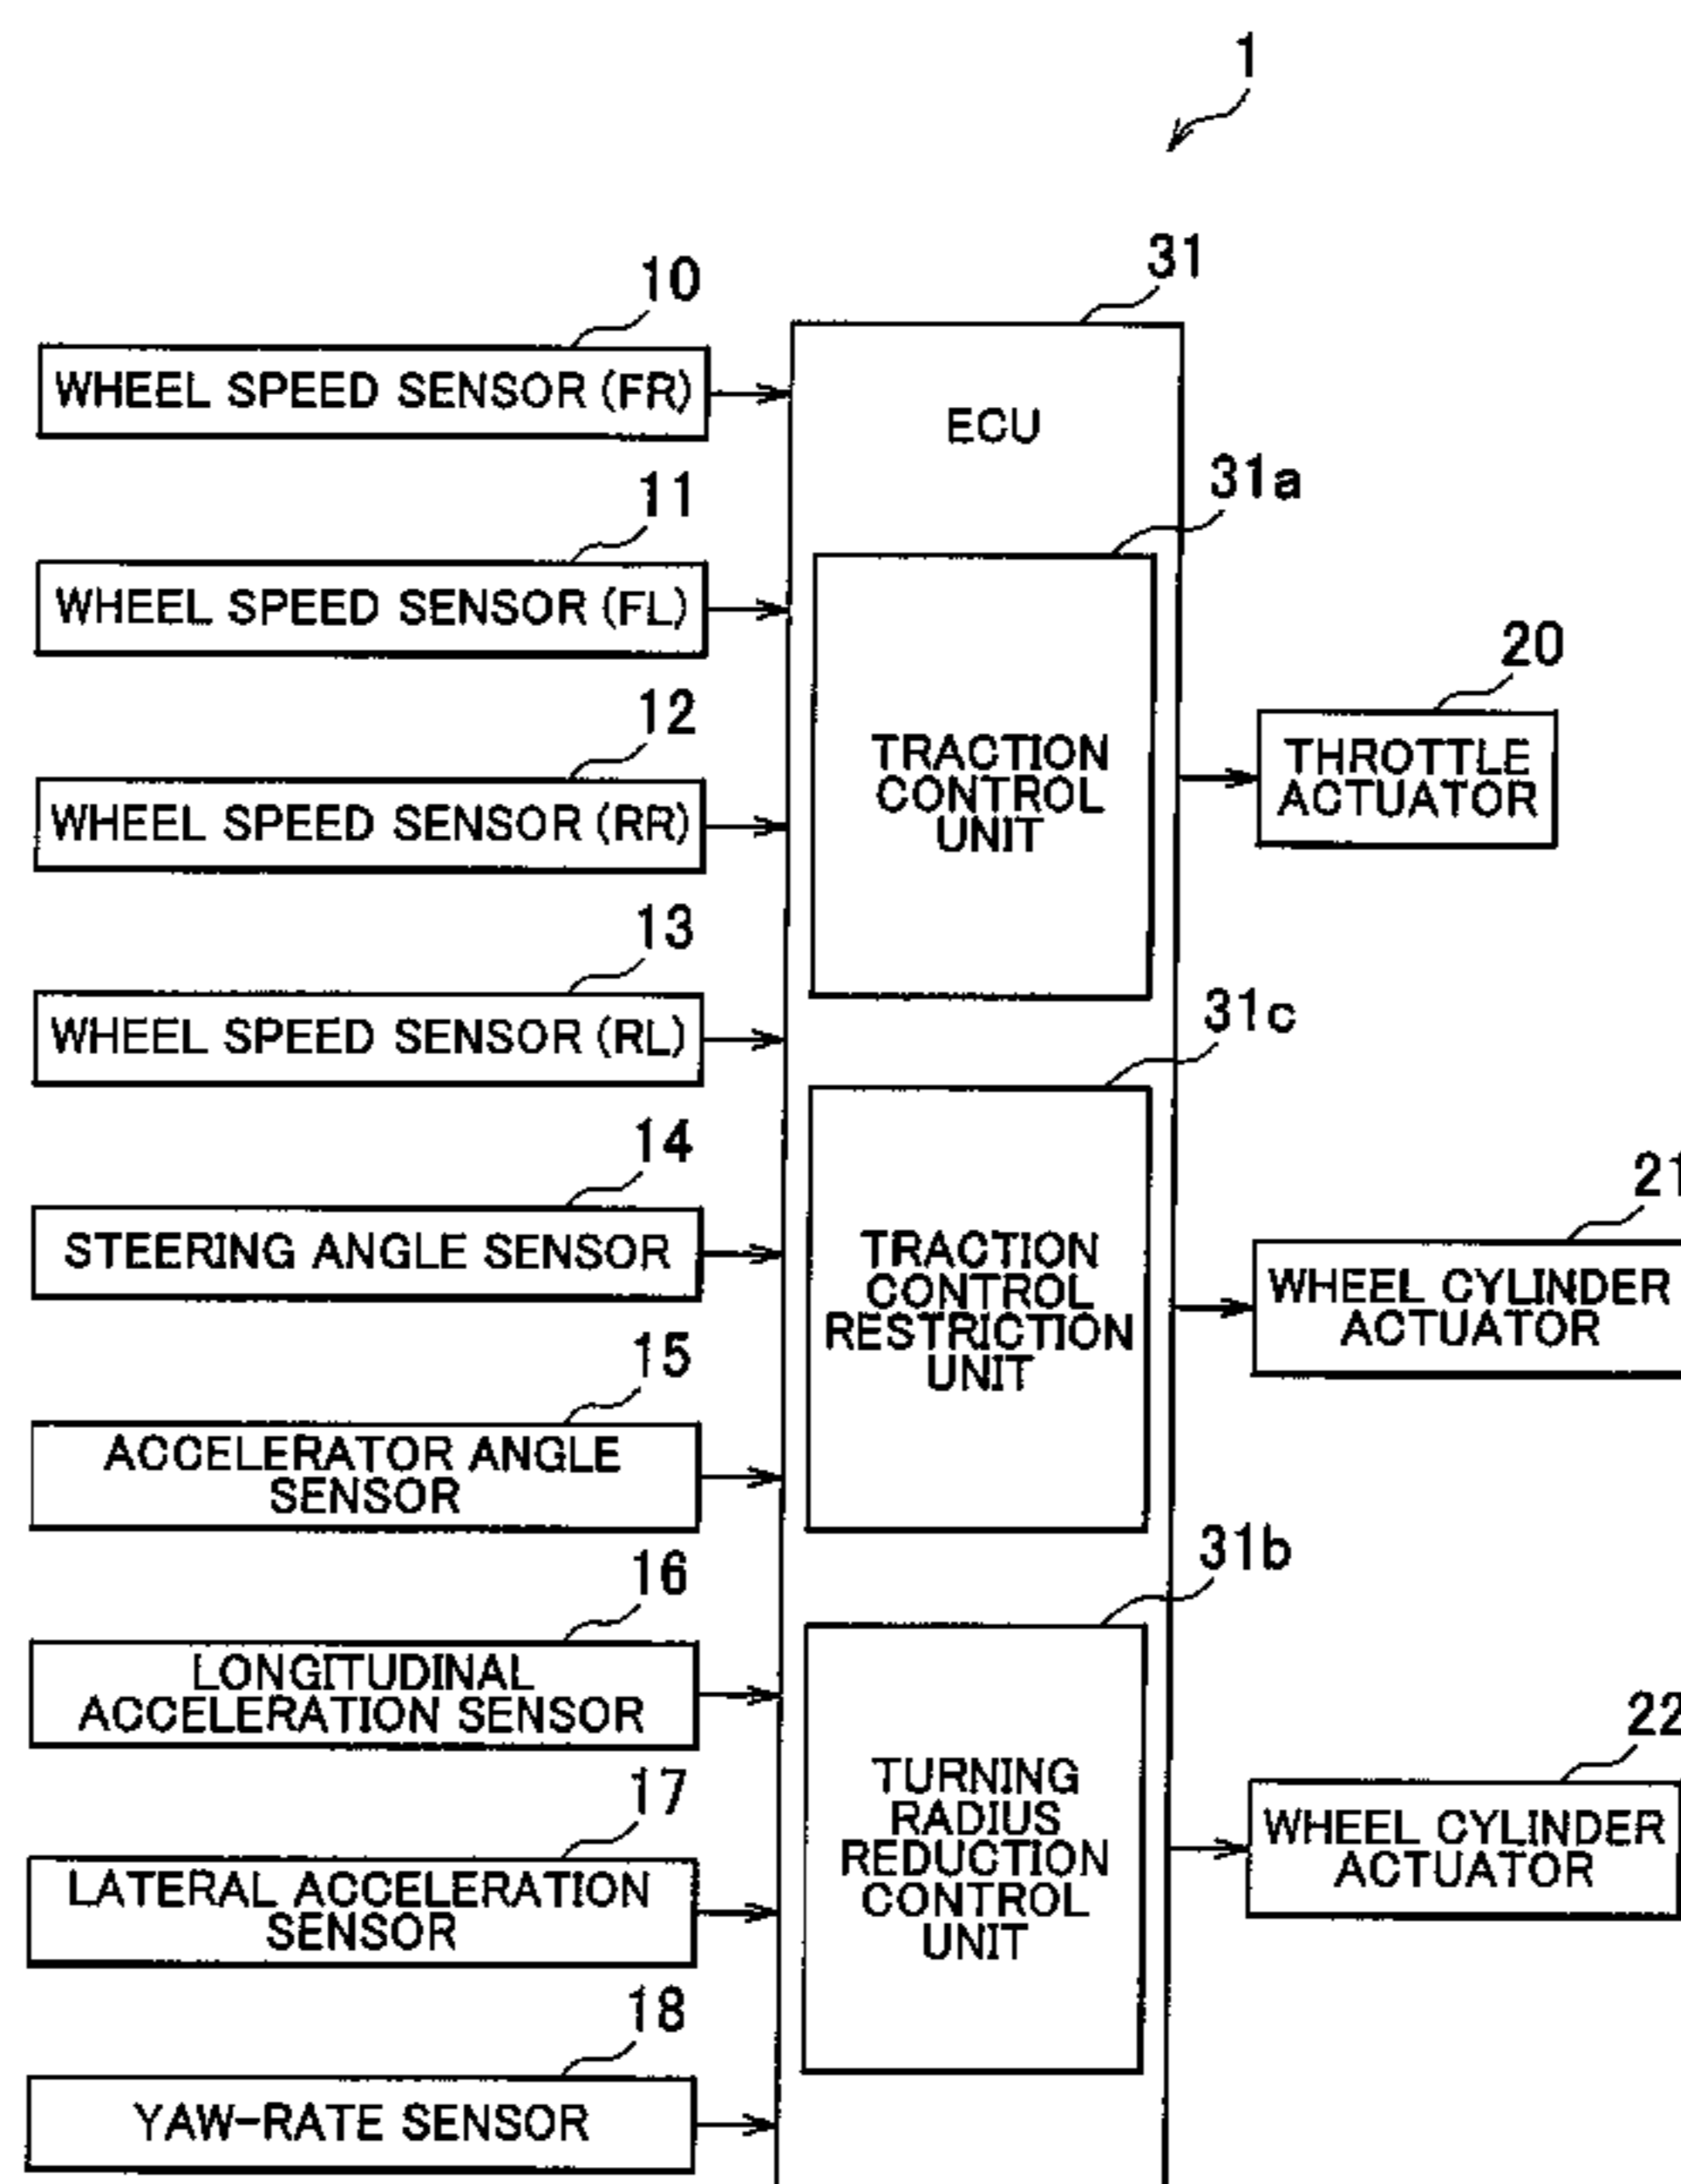 1
31
10
WHEEL SPEED SENSOR (FR)
ECU
11
WHEEL SPEED SENSOR (FL)
31a
TRACTION
CONTROL
UNIT
20
THROTTLE
ACTUATOR
12
WHEEL SPEED SENSOR (RR)
13
WHEEL SPEED SENSOR (RL)
31c
TRACTION
CONTROL
RESTRICTION
UNIT
14
STEERING ANGLE SENSOR
21
WHEEL CYLINDER
ACTUATOR
15
ACCELERATOR ANGLE
SENSOR
31b
TURNING
RADIUS
REDUCTION
CONTROL
UNIT
16
LONGITUDINAL
ACCELERATION SENSOR
22
WHEEL CYLINDER
ACTUATOR
17
LATERAL ACCELERATION
SENSOR
18
YAW-RATE SENSOR